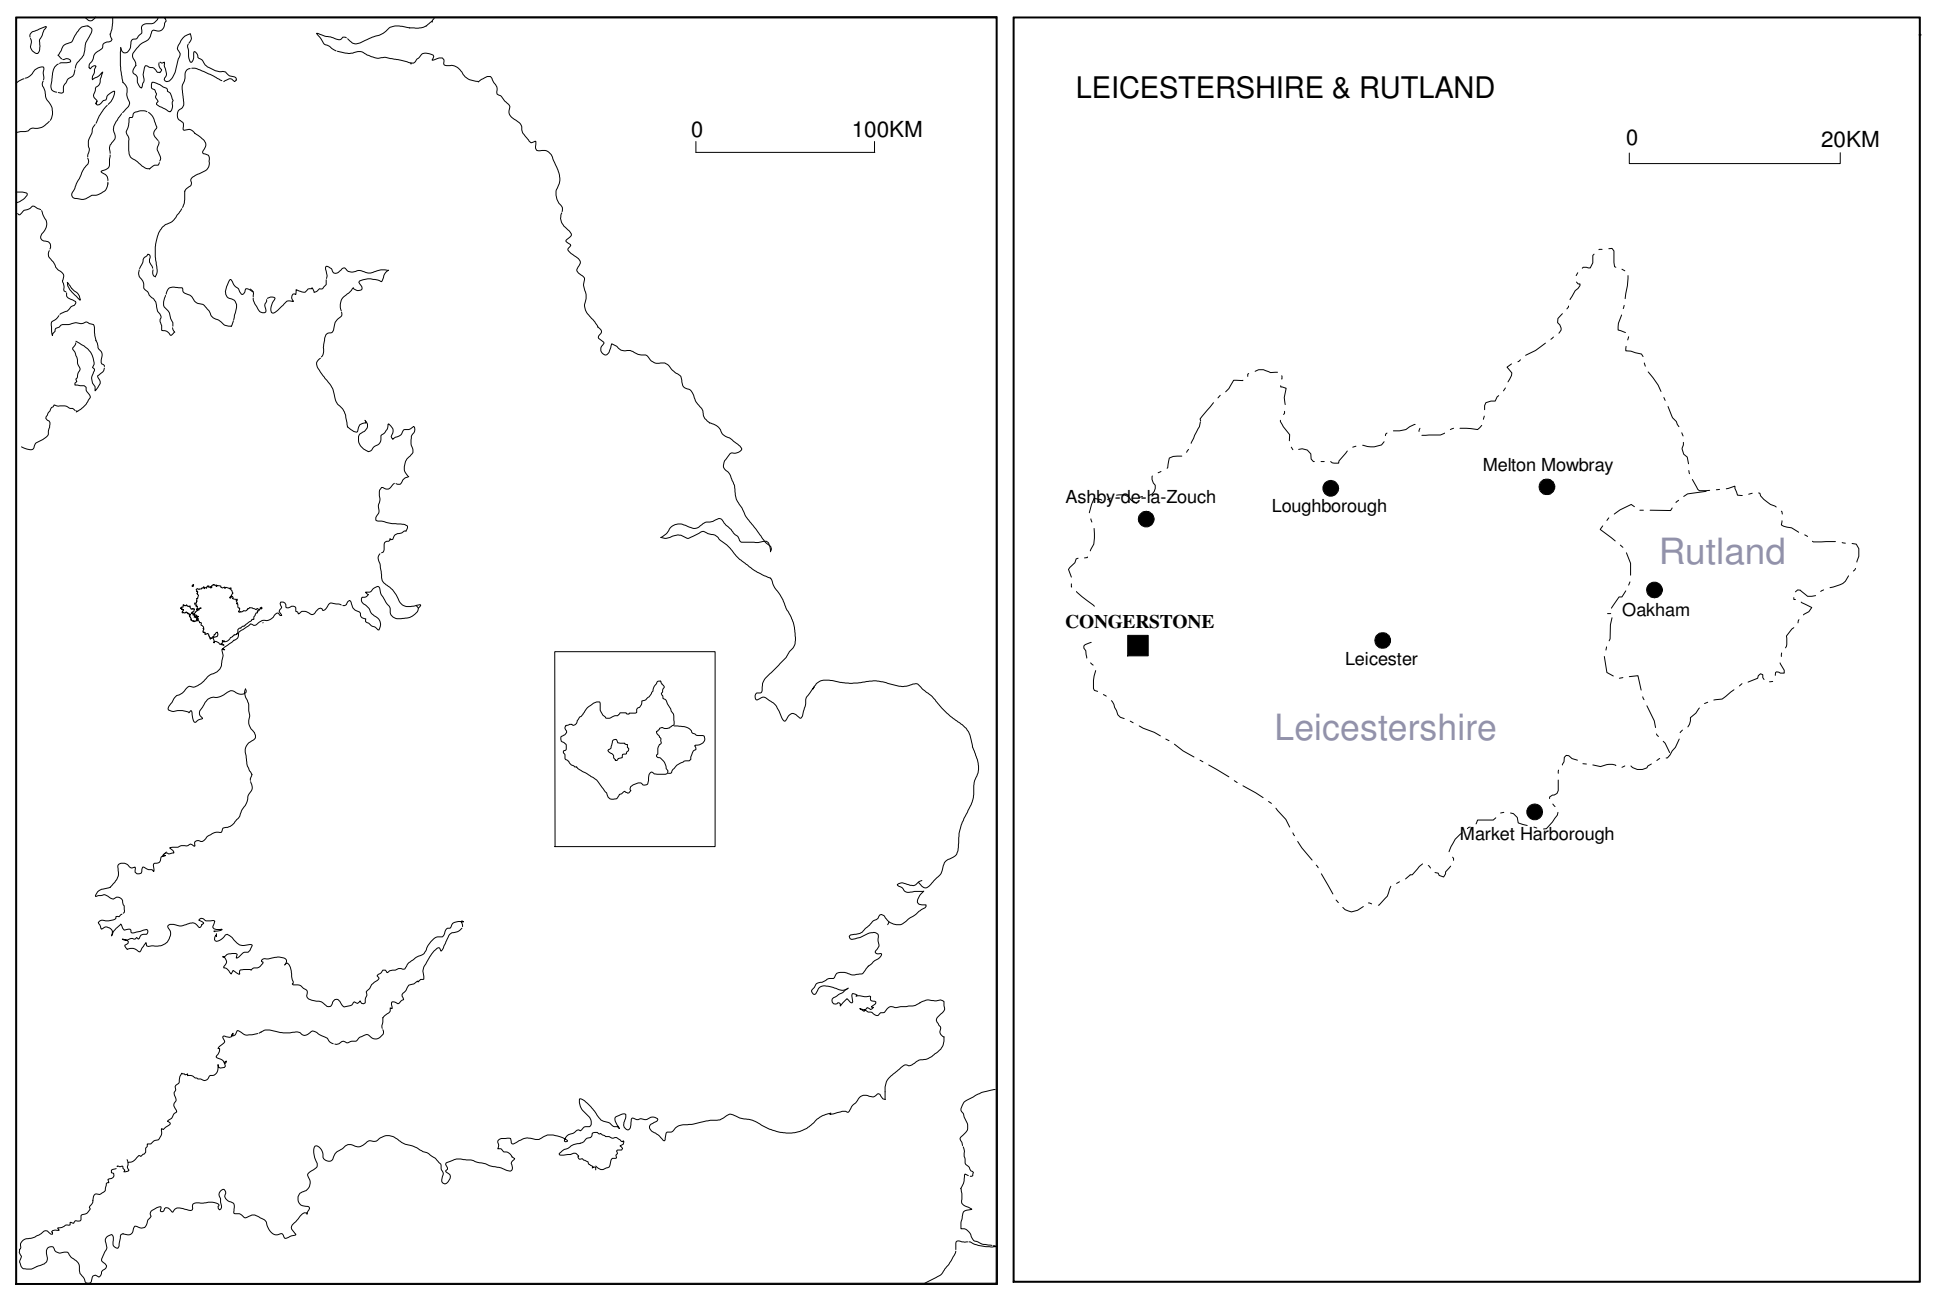 0 100KM
LEICESTERSHIRE & RUTLAND
0 20KM
Melton Mowbray
Ashby-de-la-Zouch
Loughborough
Rutland
Oakham
CONGERSTONE
Leicester
Leicestershire
Market Harborough